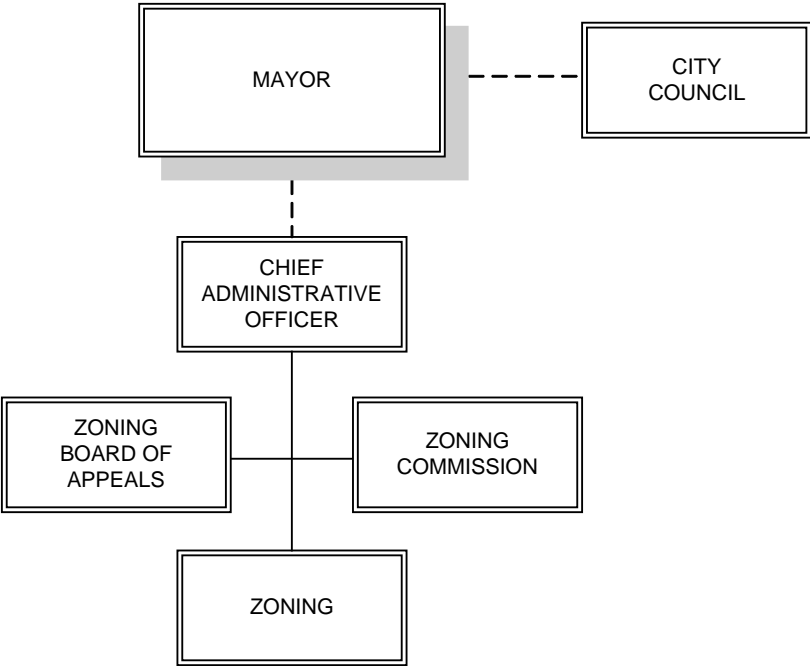 MAYOR
CITY
COUNCIL
CHIEF
ADMINISTRATIVE
OFFICER
ZONING
BOARD OF
APPEALS
ZONING
COMMISSION
ZONING